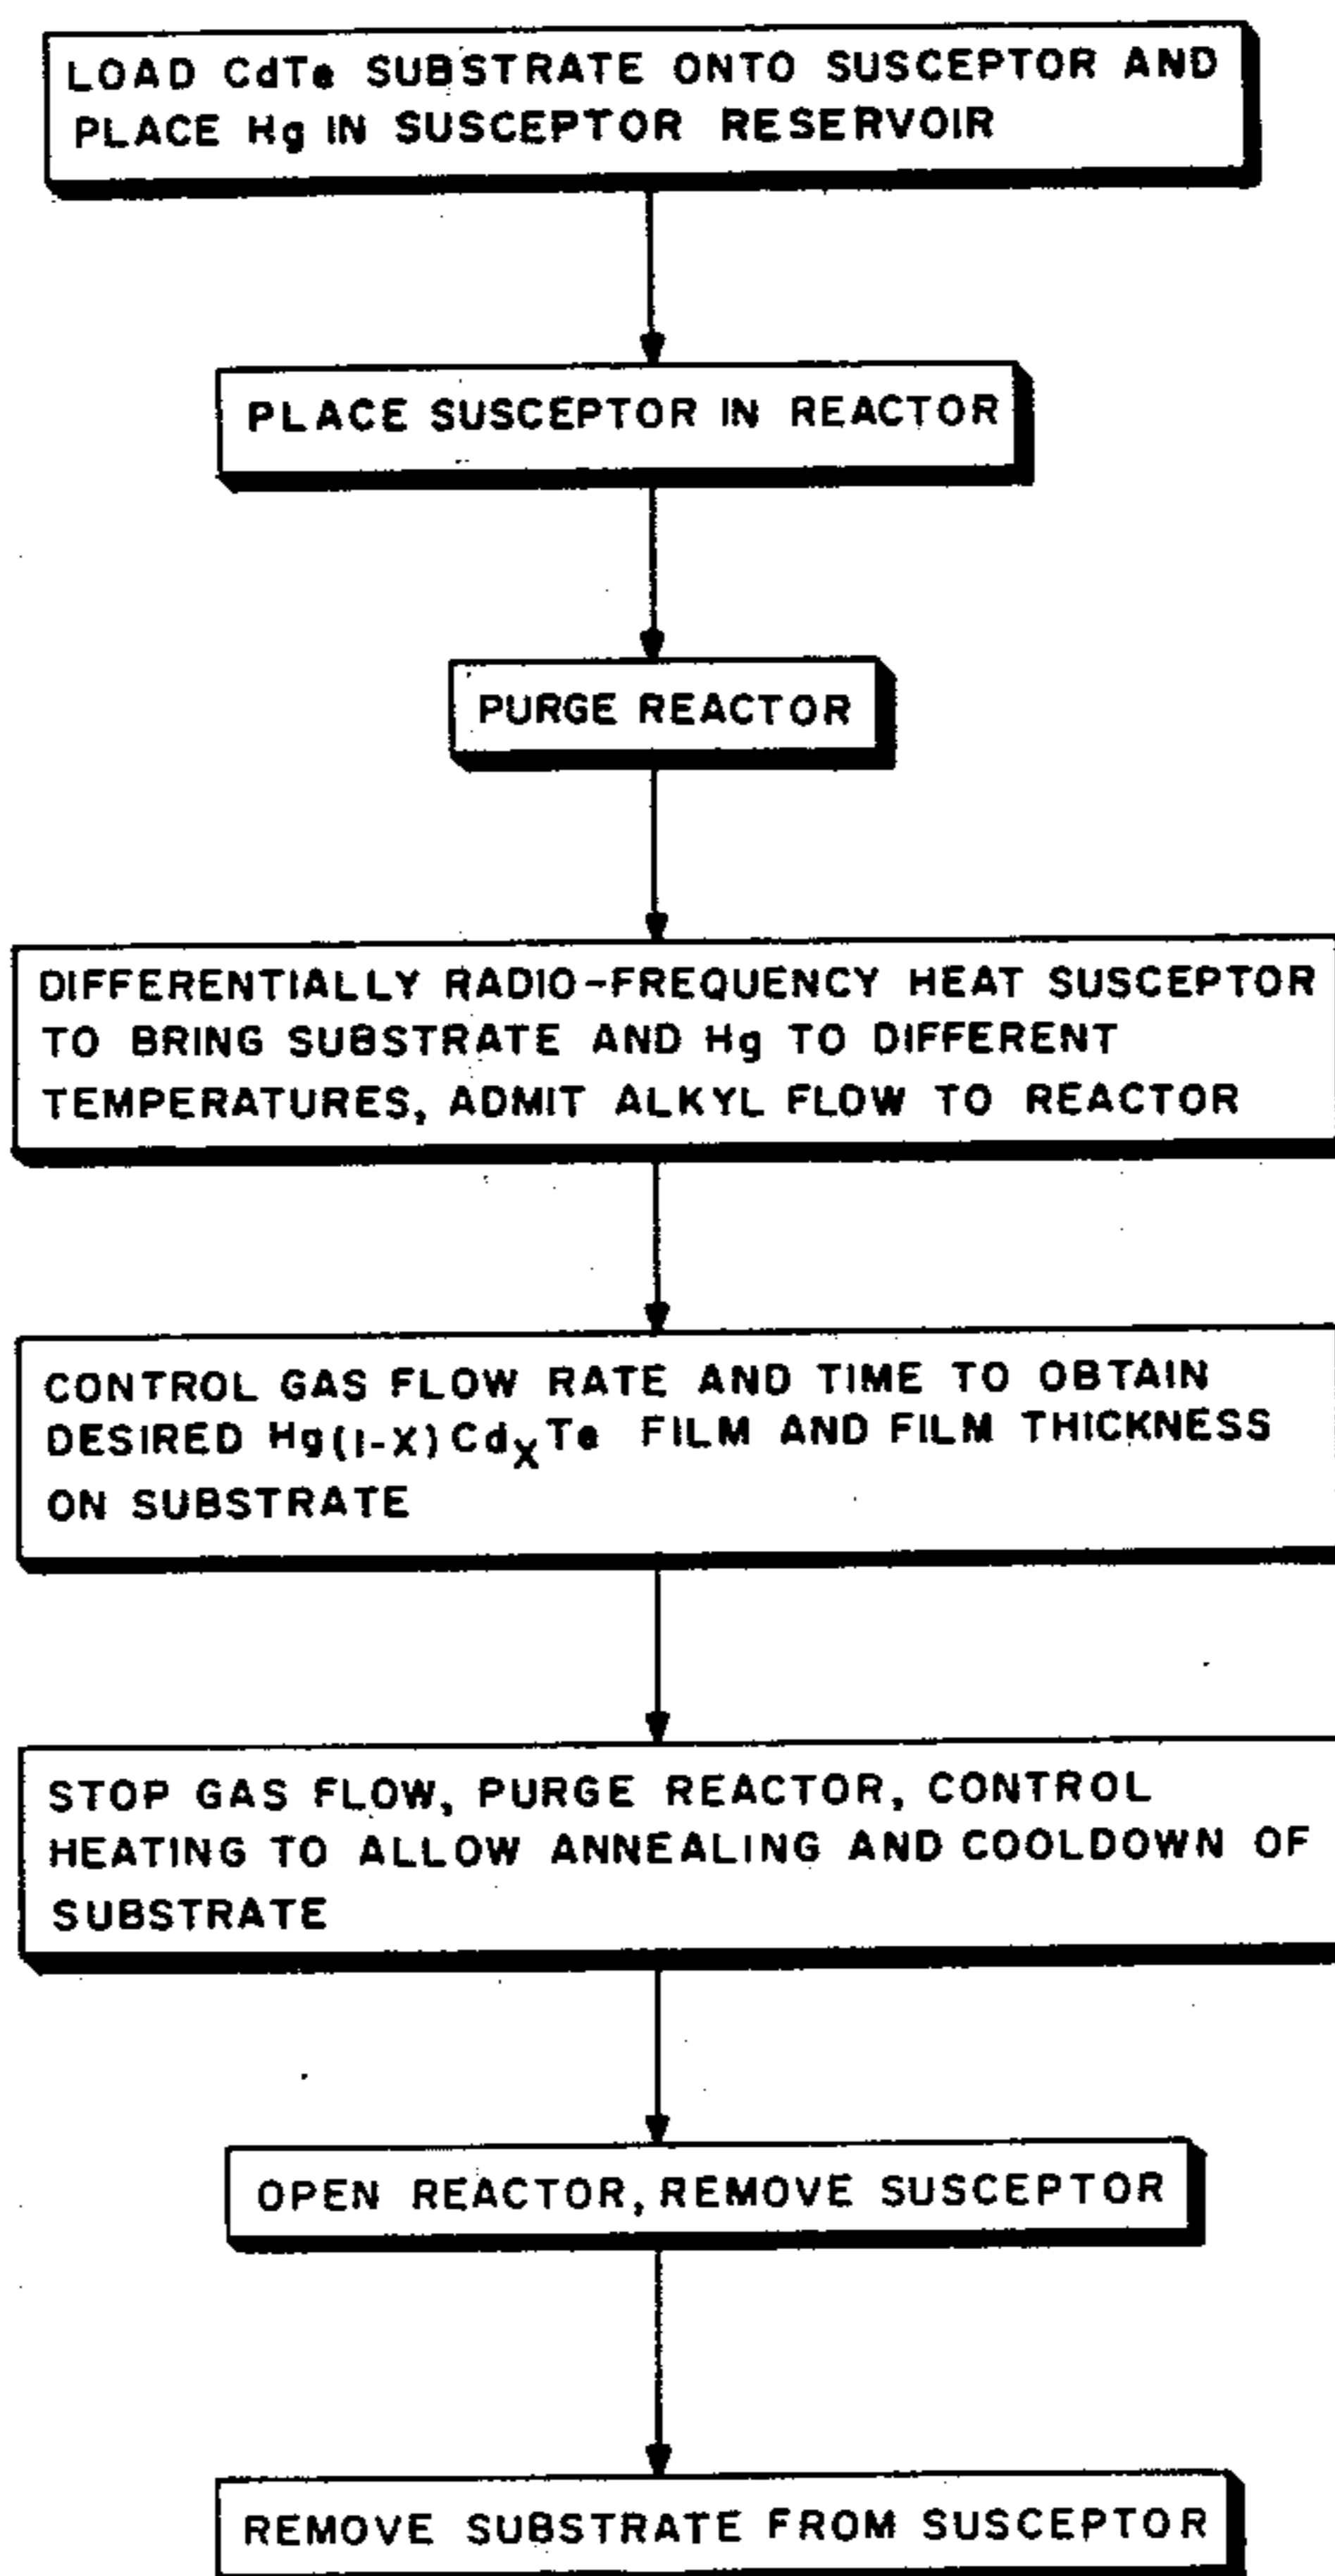 LOAD CdTe SUBSTRATE ONTO SUSCEPTOR AND
PLACE Hg IN SUSCEPTOR RESERVOIR
PLACE SUSCEPTOR IN REACTOR
PURGE REACTOR
DIFFERENTIALLY RADIO-FREQUENCY HEAT SUSCEPTOR
TO BRING SUBSTRATE AND Hg TO DIFFERENT
TEMPERATURES, ADMIT ALKYL FLOW TO REACTOR
CONTROL GAS FLOW RATE AND TIME TO OBTAIN
DESIRED Hg(1-X)CdXTe FILM AND FILM THICKNESS
ON SUBSTRATE
STOP GAS FLOW, PURGE REACTOR, CONTROL
HEATING TO ALLOW ANNEALING AND COOLDOWN OF
SUBSTRATE
OPEN REACTOR, REMOVE SUSCEPTOR
REMOVE SUBSTRATE FROM SUSCEPTOR